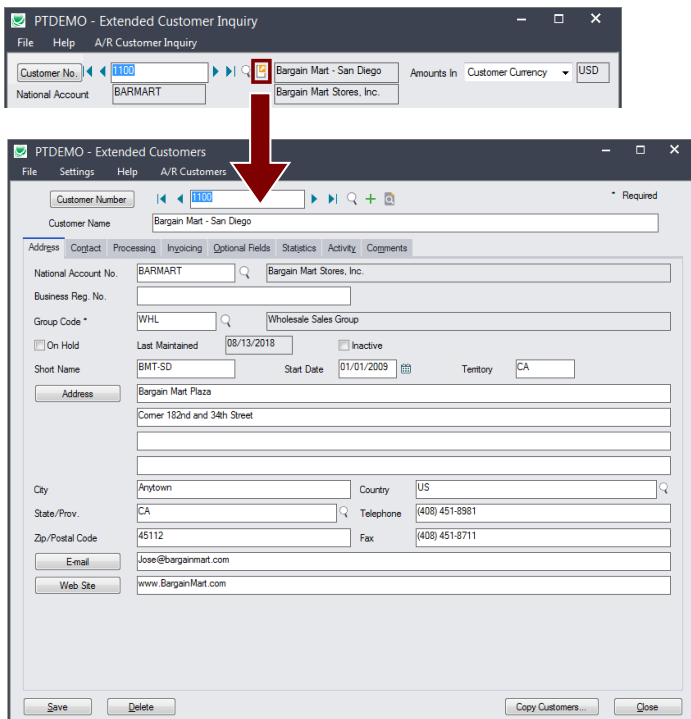 PTDEMO - Extended Customer Inquiry
File Help A/R Customer Inquiry
Customer No. 1100 Bargain Mart - San Diego Amounts In Customer Currency USD
National Account BARMART Bargain Mart Stores, Inc.
PTDEMO - Extended Customers
File Settings Help A/R Customers
Customer Number 1100 * Required
Customer Name Bargain Mart - San Diego
Address Contact Processing Invoicing Optional Fields Statistics Activity Comments
National Account No. BARMART Bargain Mart Stores, Inc.
Business Reg. No.
Group Code * WHL Wholesale Sales Group
On Hold Last Maintained 08/13/2018 Inactive
Short Name BMT-SD Start Date 01/01/2009 Territory CA
Address Bargain Mart Plaza
Corner 182nd and 34th Street
City Anytown Country US
State/Prov. CA Telephone (408) 451-8981
Zip/Postal Code 45112 Fax (408) 451-8711
E-mail Jose@bargainmart.com
Web Site www.BargainMart.com
Save Delete Copy Customers... Close